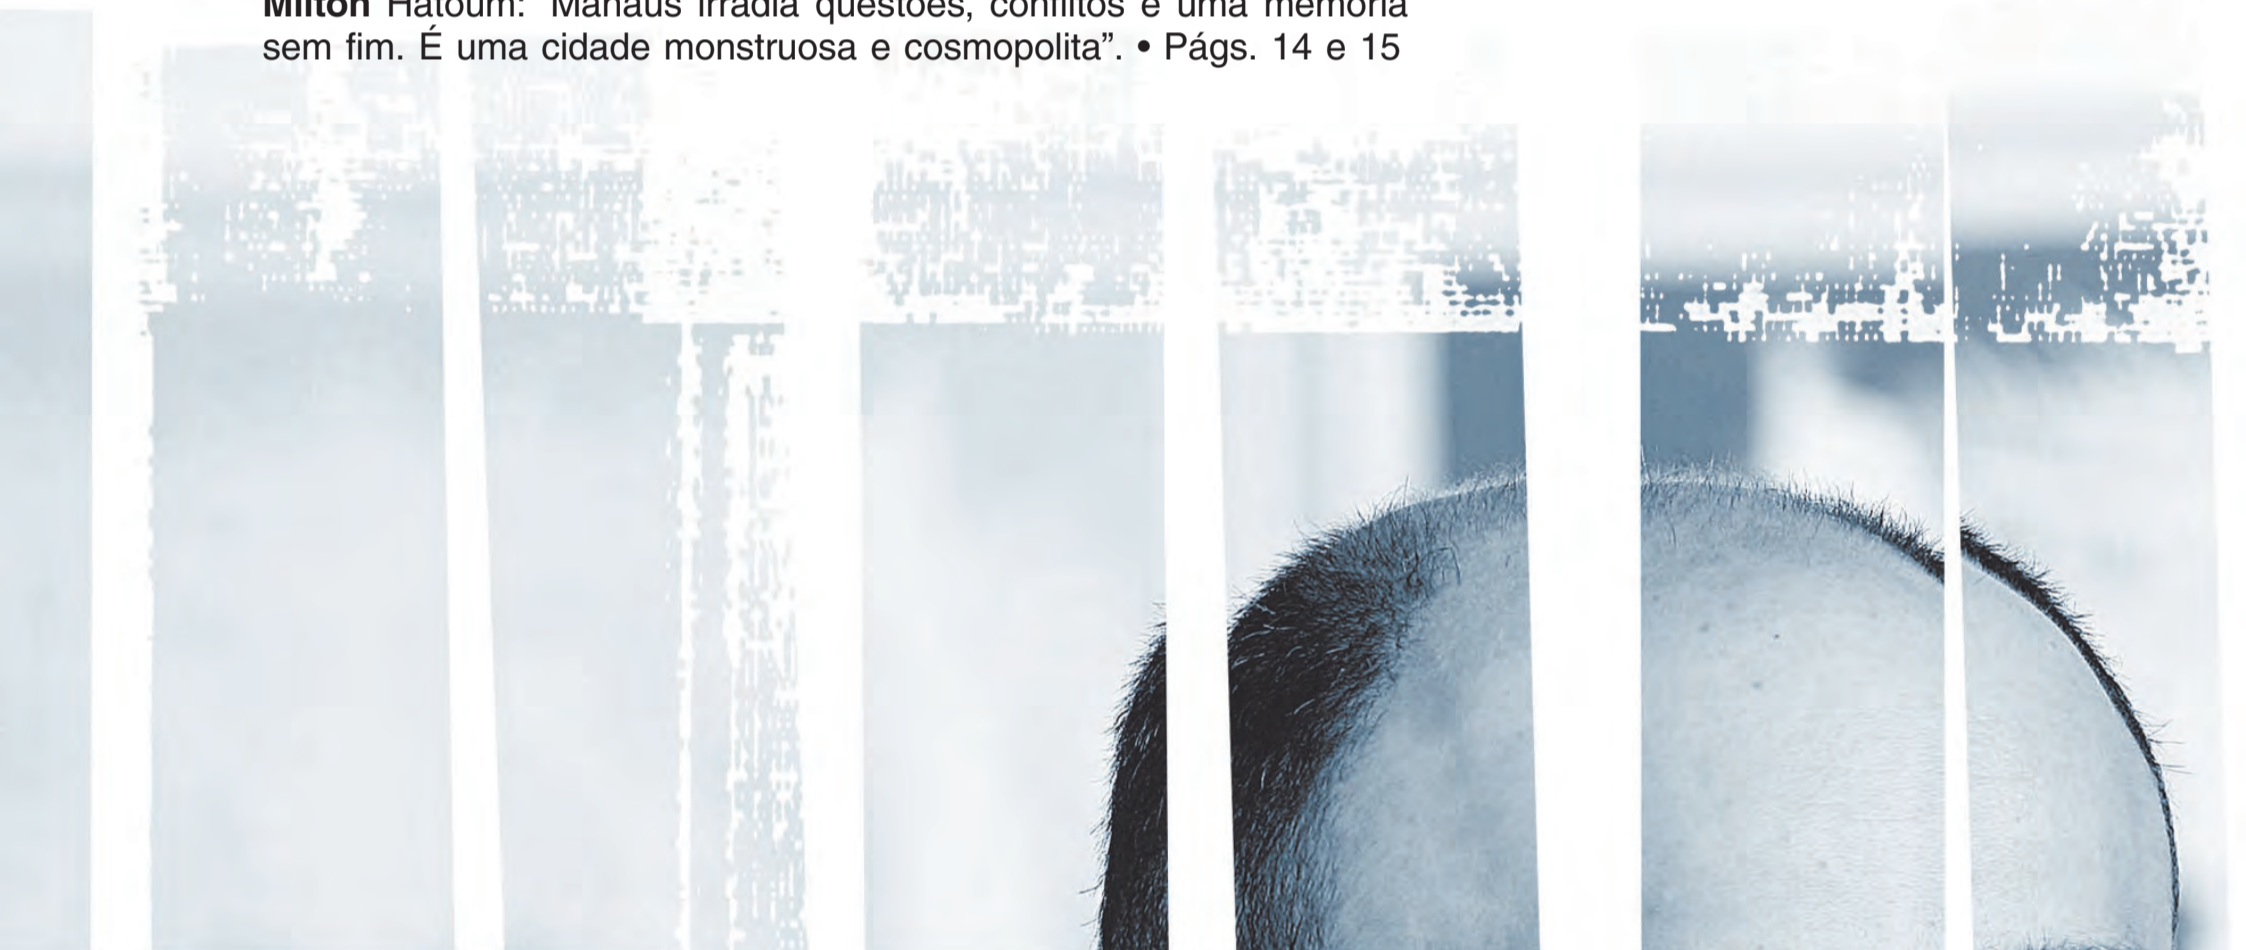 Milton Hatoum: “Manaus irradia questões, conflitos e uma memória
sem fim. É uma cidade monstruosa e cosmopolita”. • Págs. 14 e 15